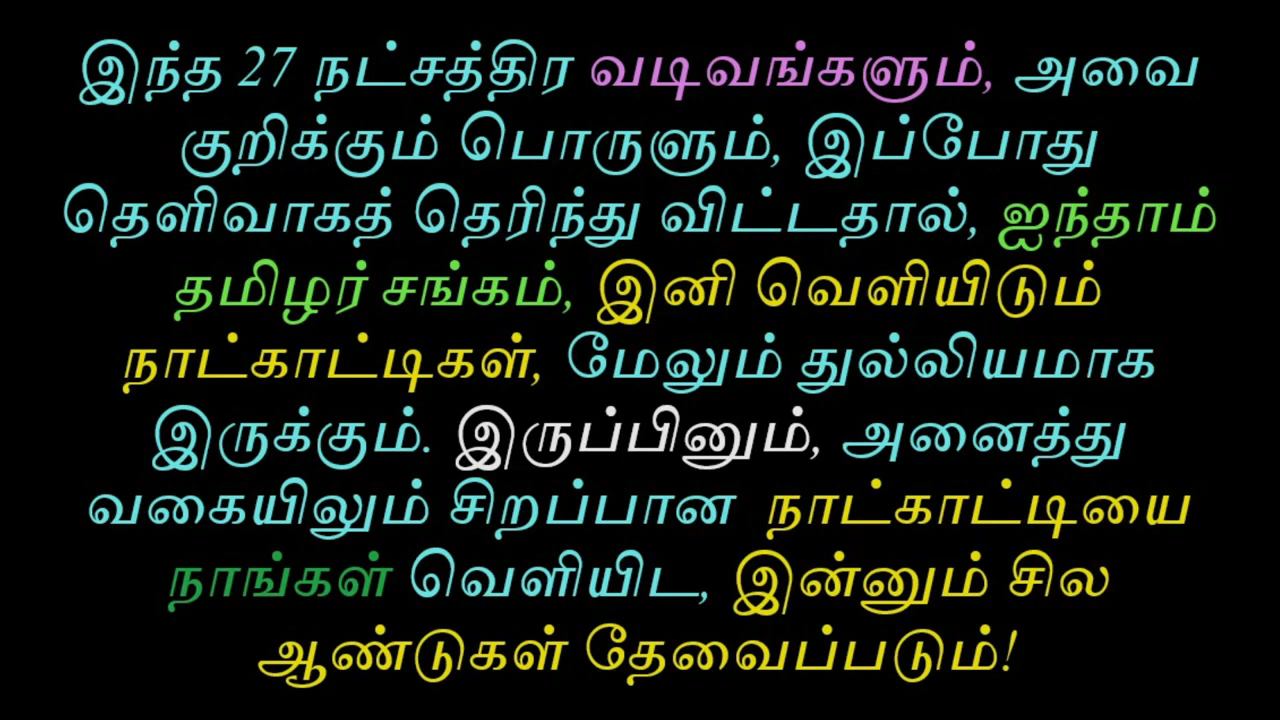 இந்த 27 நட்சத்திர வடிவங்களும், அவை
குறிக்கும் பொருளும், இப்போது
தெளிவாகத் தெரிந்து விட்டதால், ஐந்தாம்
தமிழர் சங்கம், இனி வெளியிடும்
நாட்காட்டிகள், மேலும் துல்லியமாக
இருக்கும். இருப்பினும், அனைத்து
வகையிலும் சிறப்பான நாட்காட்டியை
நாங்கள் வெளியிட, இன்னும் சில
ஆண்டுகள் தேவைப்படும்!